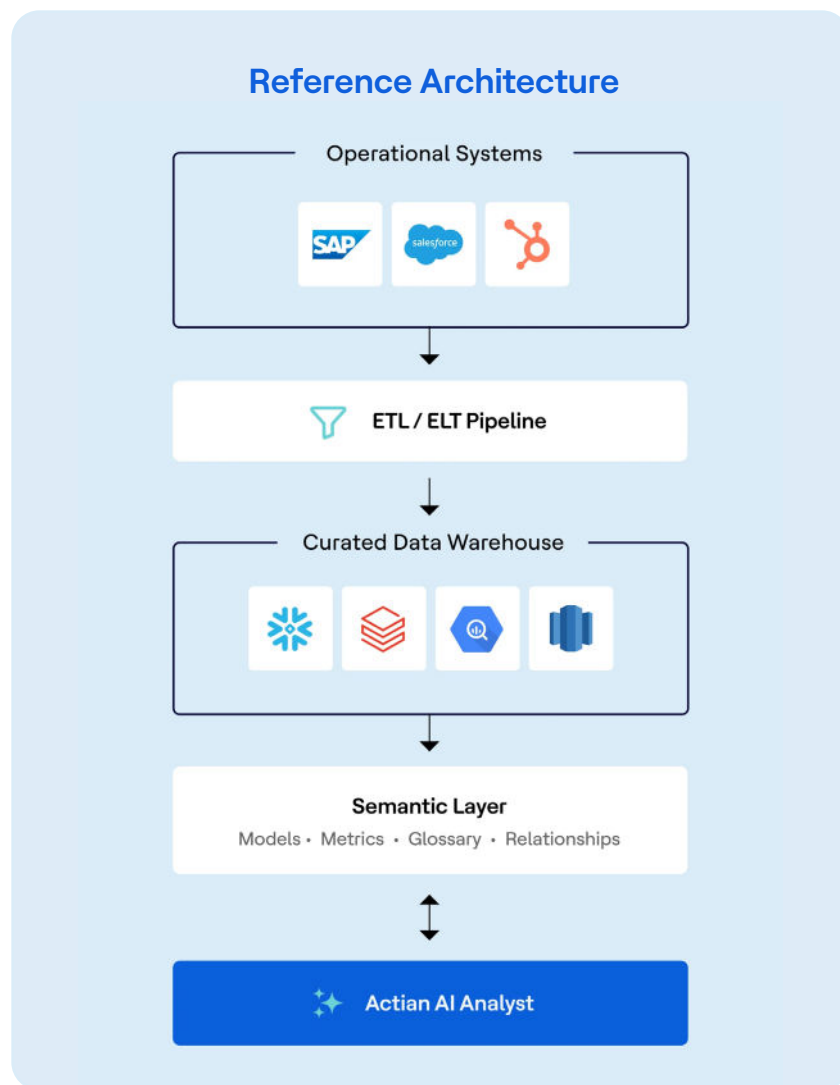 Reference Architecture
Operational Systems
SAP
salesforce
ETL / ELT Pipeline
Curated Data Warehouse
Semantic Layer
Models • Metrics • Glossary • Relationships
Actian AI Analyst